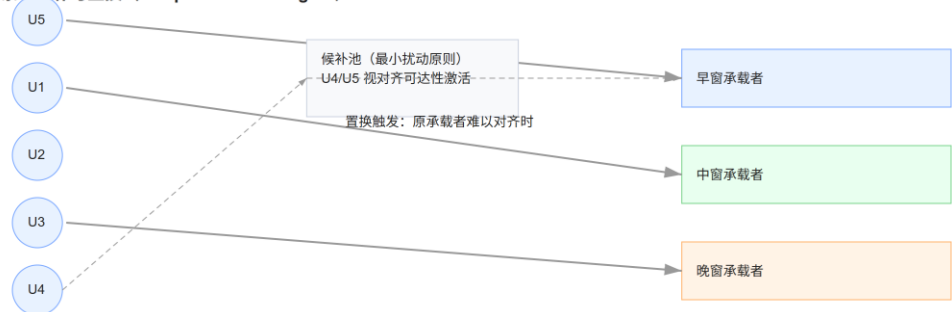 U5
U1
U2
U3
U4
候补池（最小扰动原则）
U4/U5 视对齐可达性激活
置换触发：原承载者难以对齐时
早窗承载者
中窗承载者
晚窗承载者